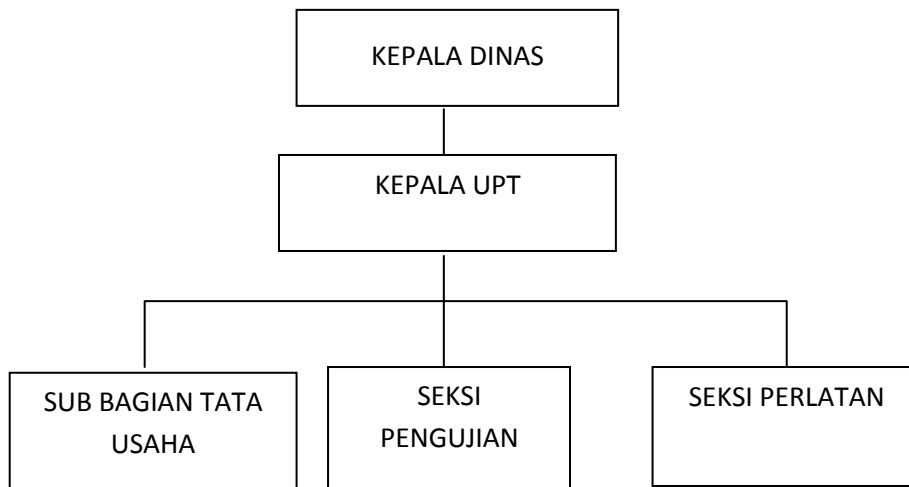 KEPALA DINAS
KEPALA UPT
SUB BAGIAN TATA
USAHA
SEKSI
PENGUJIAN
SEKSI PERLATAN